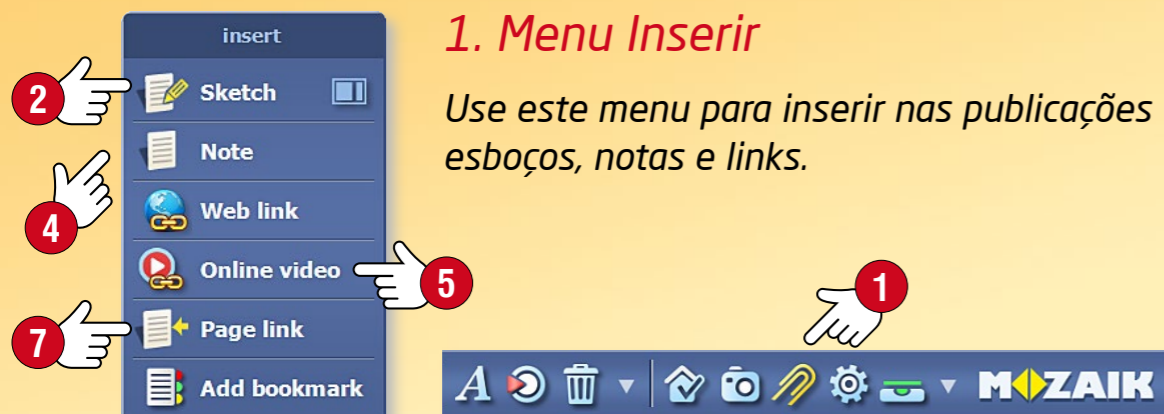 insert
2
Sketch
Note
4
Web link
Online video
5
7
Page link
Add bookmark
1. Menu Inserir
Use este menu para inserir nas publicações
esboços, notas e links.
1
A
MOZAIK